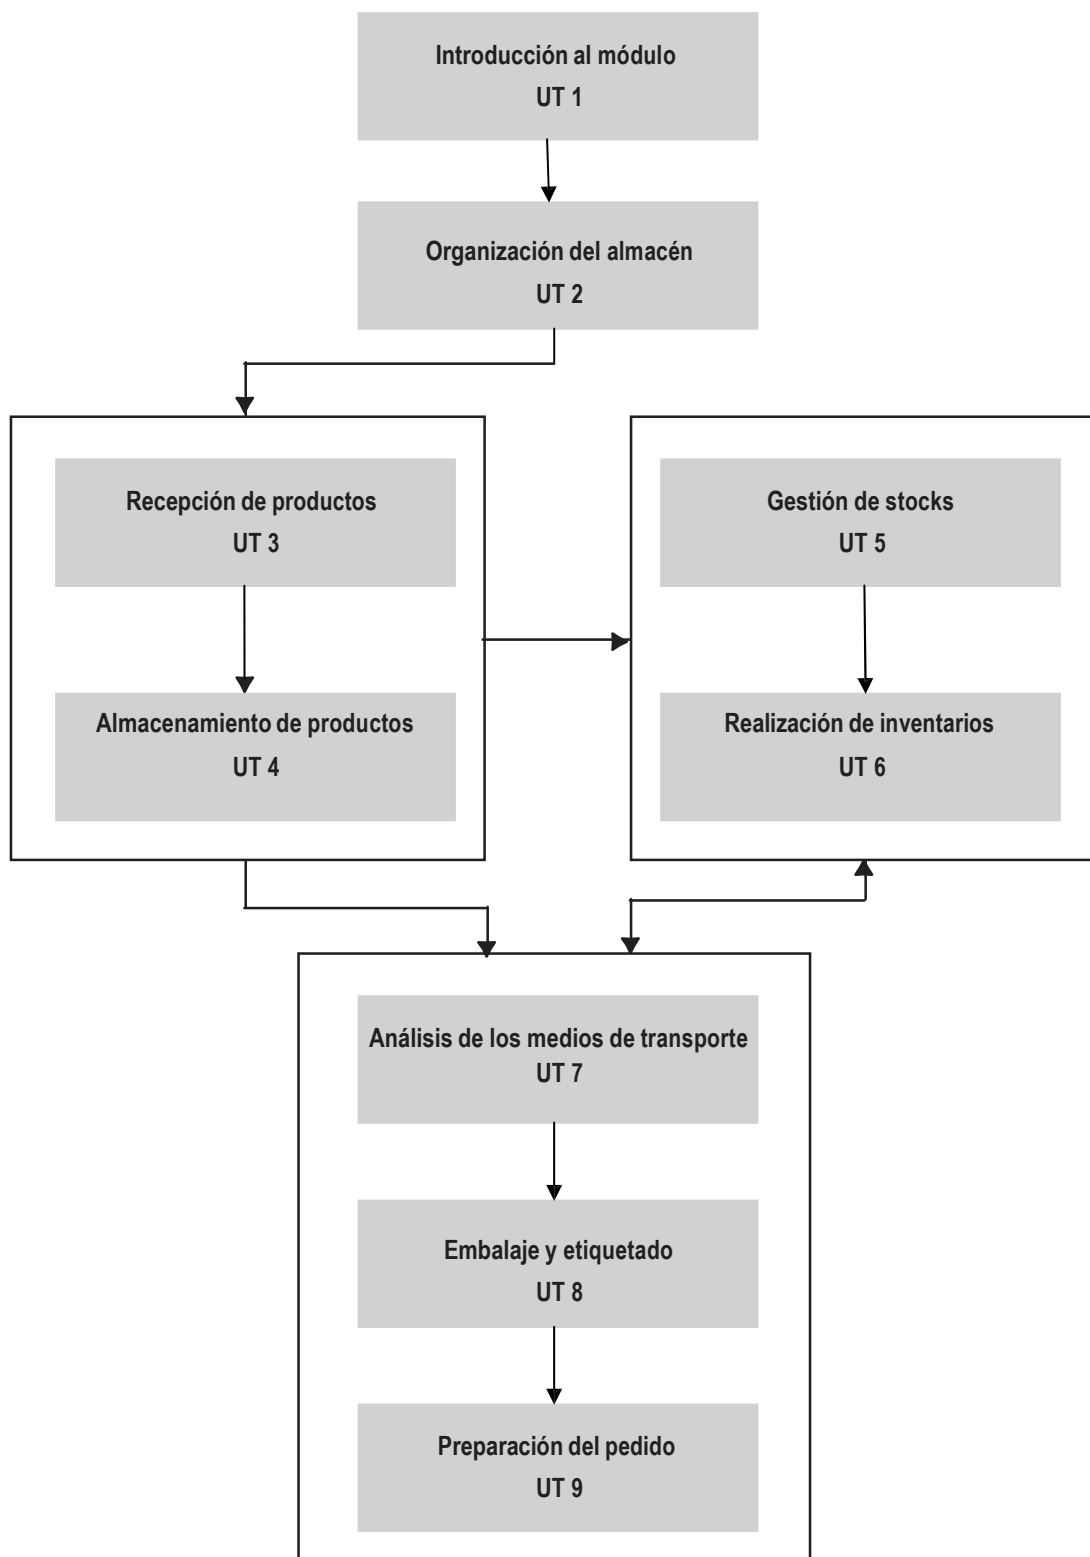 Introducción al módulo
UT 1
Organización del almacén
UT 2
Recepción de productos
UT 3
Almacenamiento de productos
UT 4
Gestión de stocks
UT 5
Realización de inventarios
UT 6
Análisis de los medios de transporte
UT 7
Embalaje y etiquetado
UT 8
Preparación del pedido
UT 9